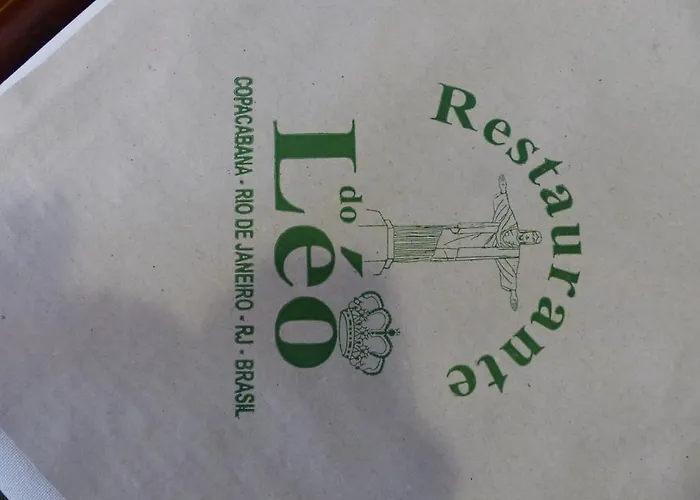 Restaurante
do
Léo
COPACABANA - RIO DE JANEIRO - RJ - BRASIL